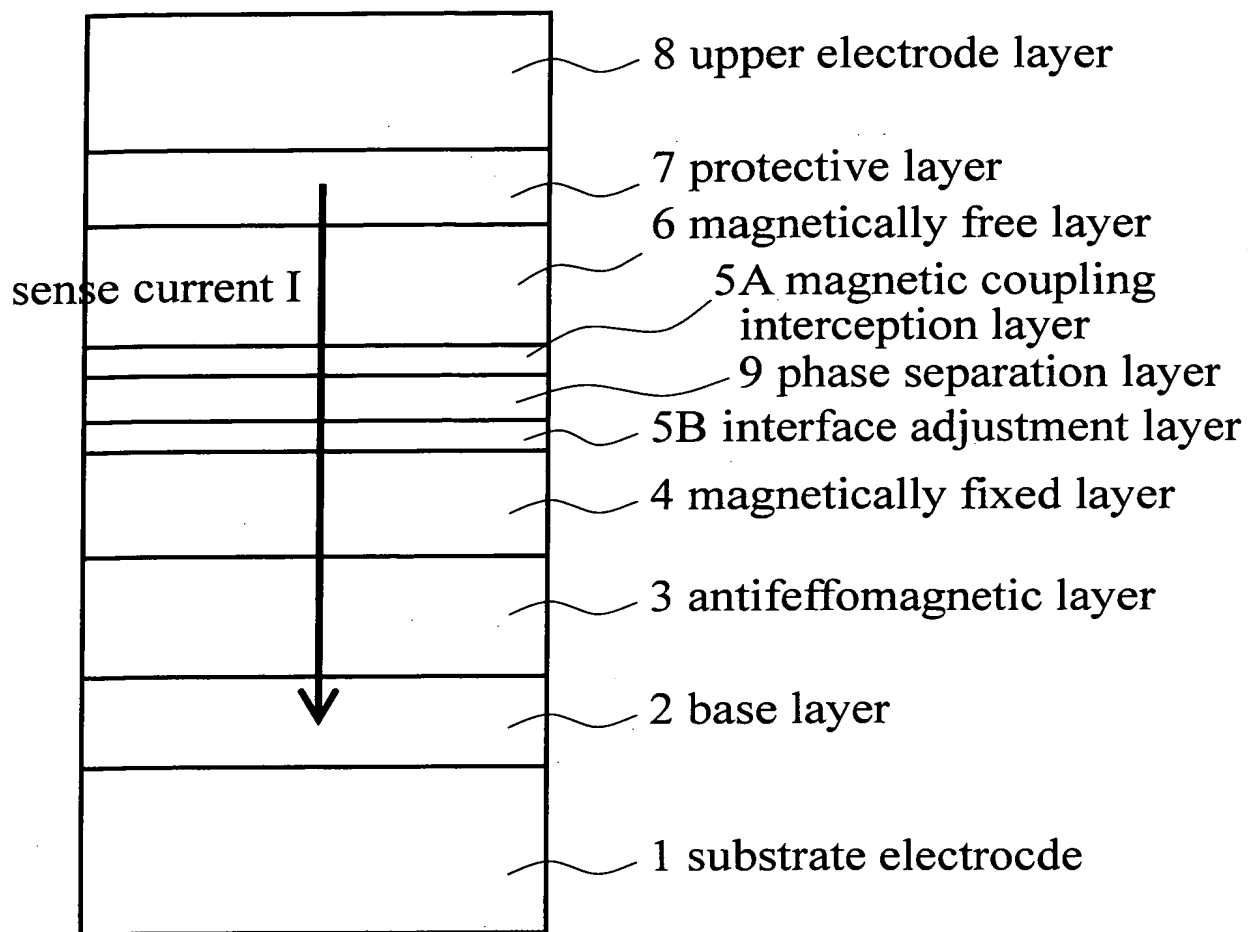 8 upper electrode layer
7 protective layer
6 magnetically free layer
sense current I
5A magnetic coupling
interception layer
9 phase separation layer
5B interface adjustment layer
4 magnetically fixed layer
3 antifeffomagnetic layer
2 base layer
1 substrate electrocde